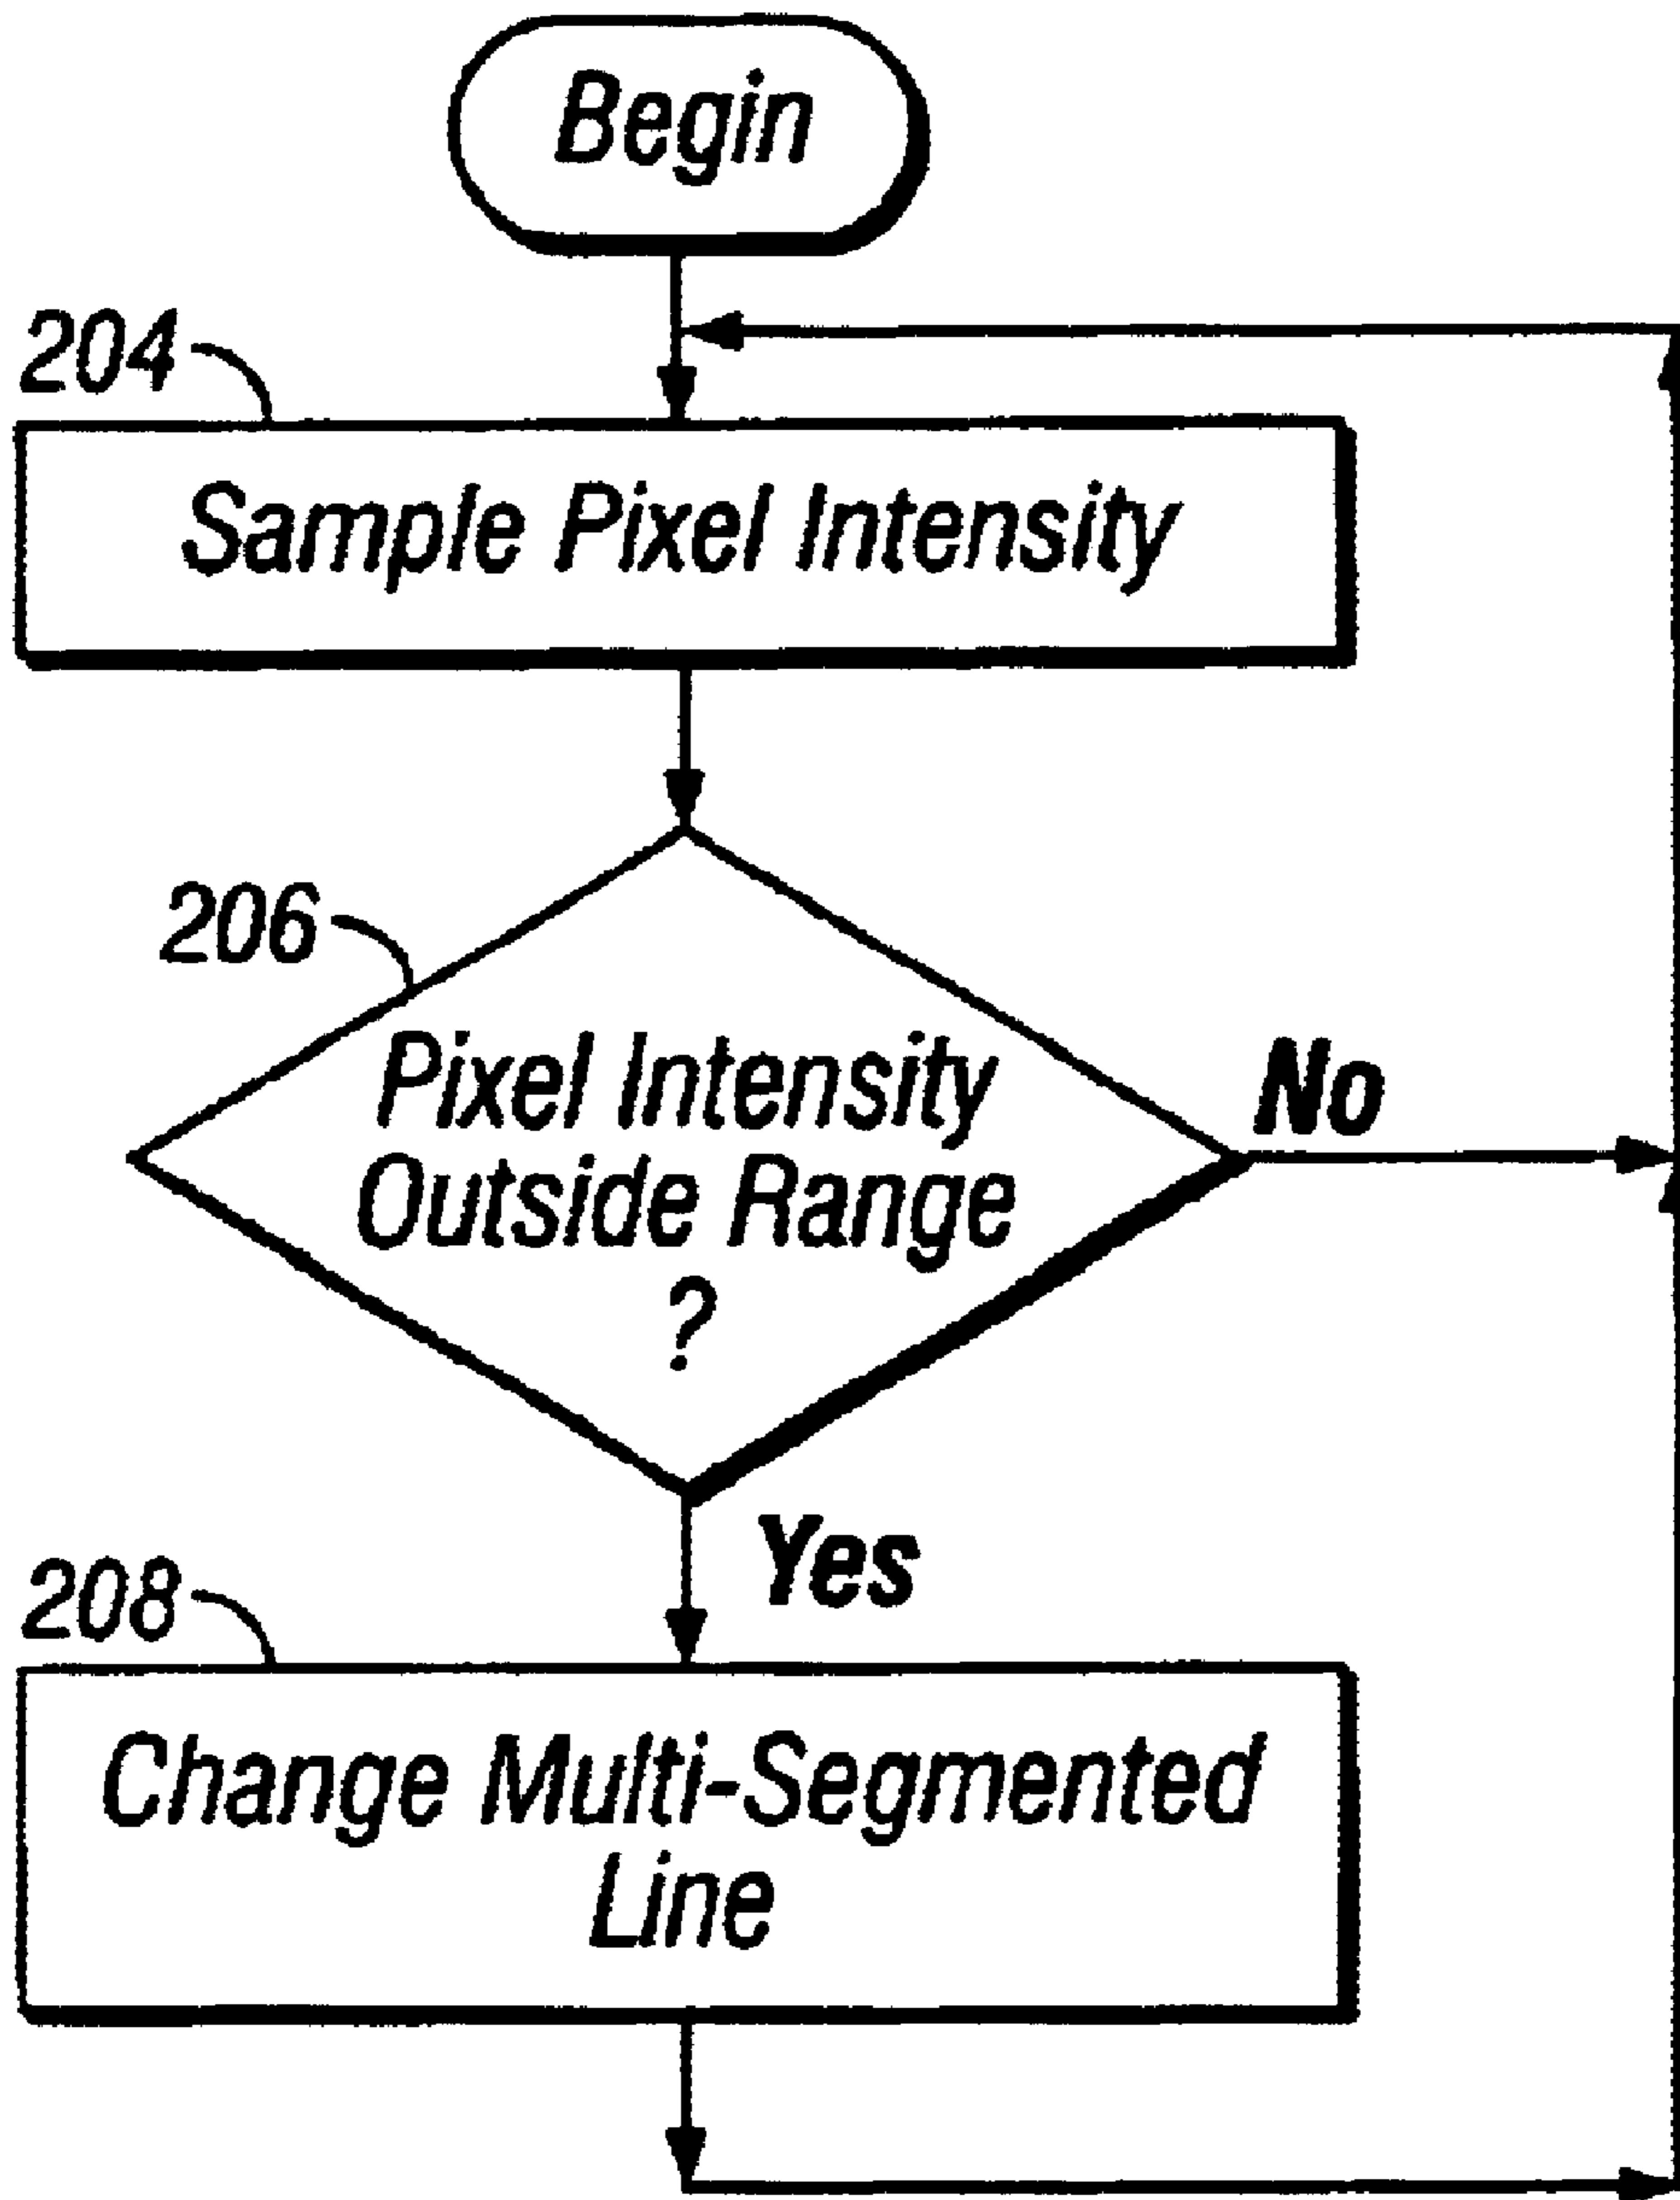 Begin
204
Sample Pixel Intensity
206
Pixel Intensity
Outside Range
?
No
Yes
208
Change Multi-Segmented
Line